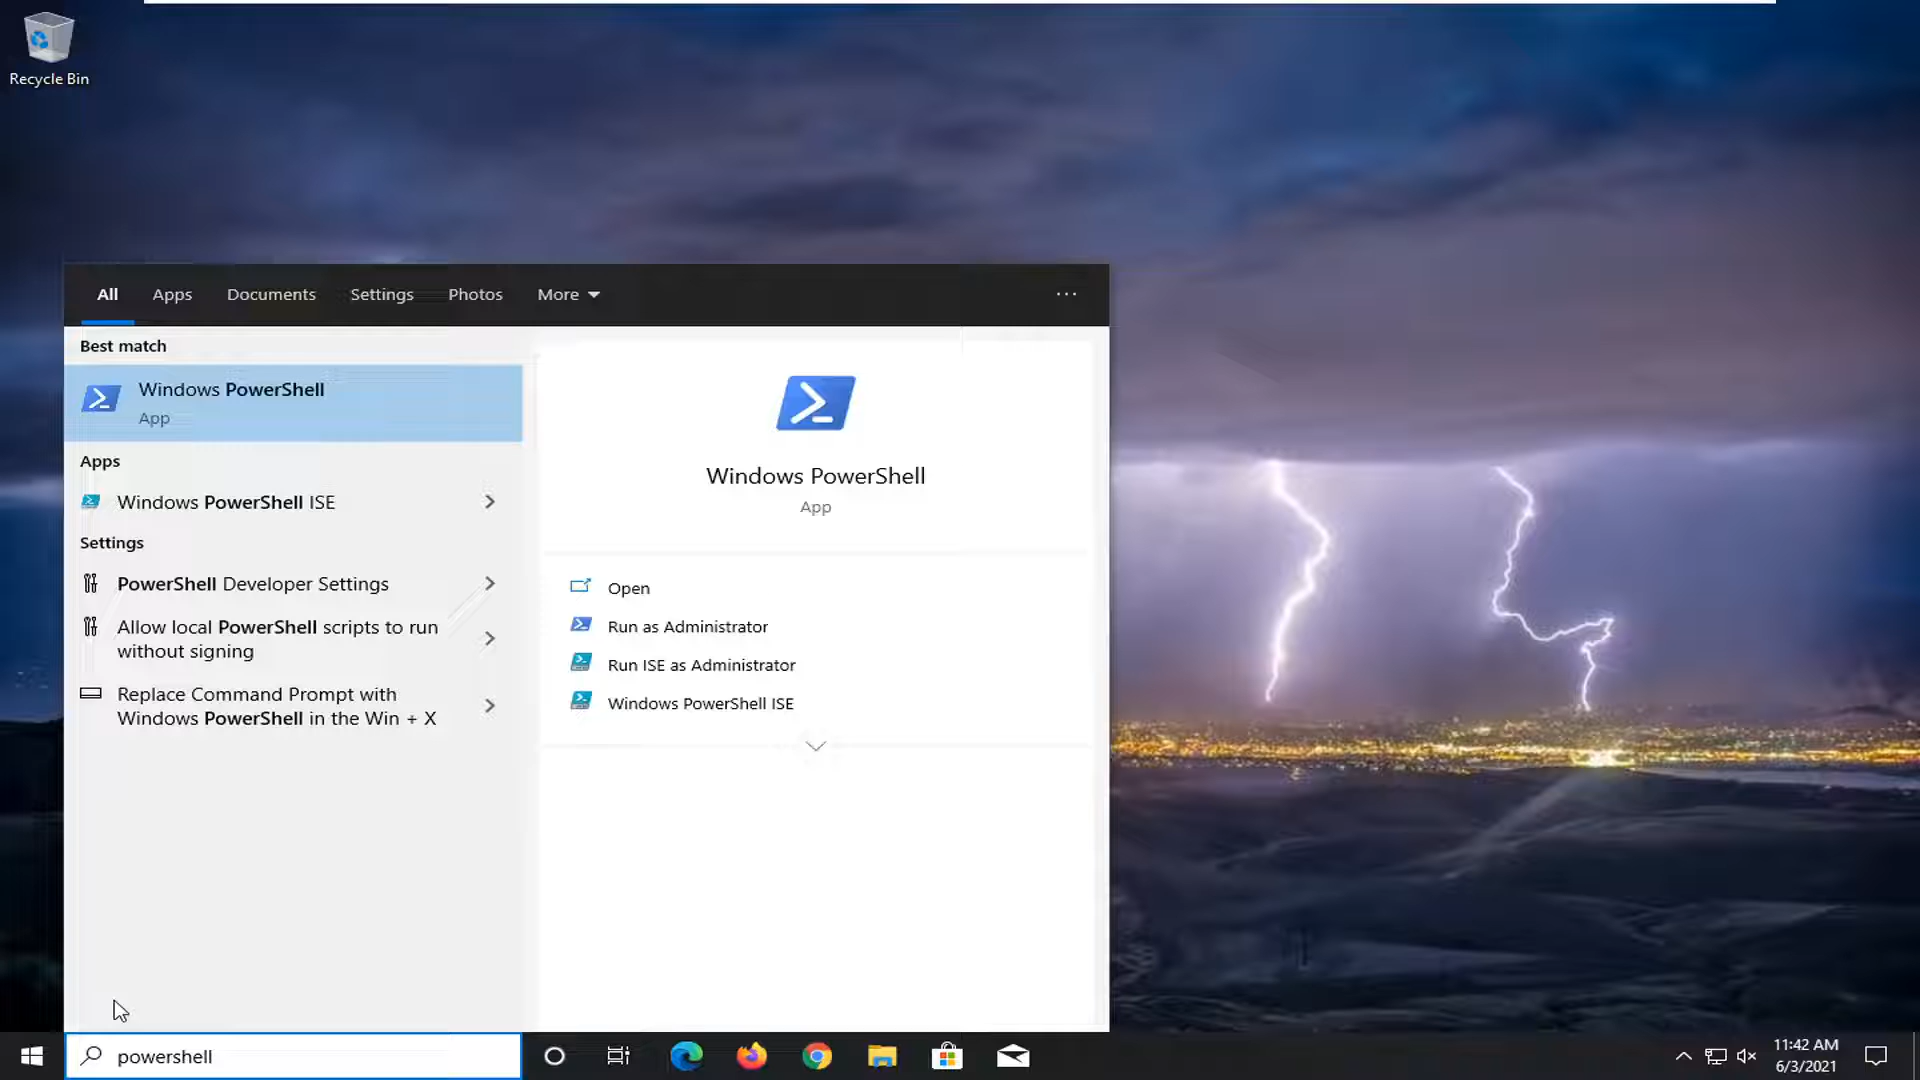 Recycle Bin
All Apps Documents Settings Photos More ...
Best match
Windows PowerShell
App
Apps
Windows PowerShell ISE
Settings
PowerShell Developer Settings
Allow local PowerShell scripts to run
without signing
Replace Command Prompt with
Windows PowerShell in the Win + X
Windows PowerShell
App
Open
Run as Administrator
Run ISE as Administrator
Windows PowerShell ISE
powershell
11:42 AM
6/3/2021